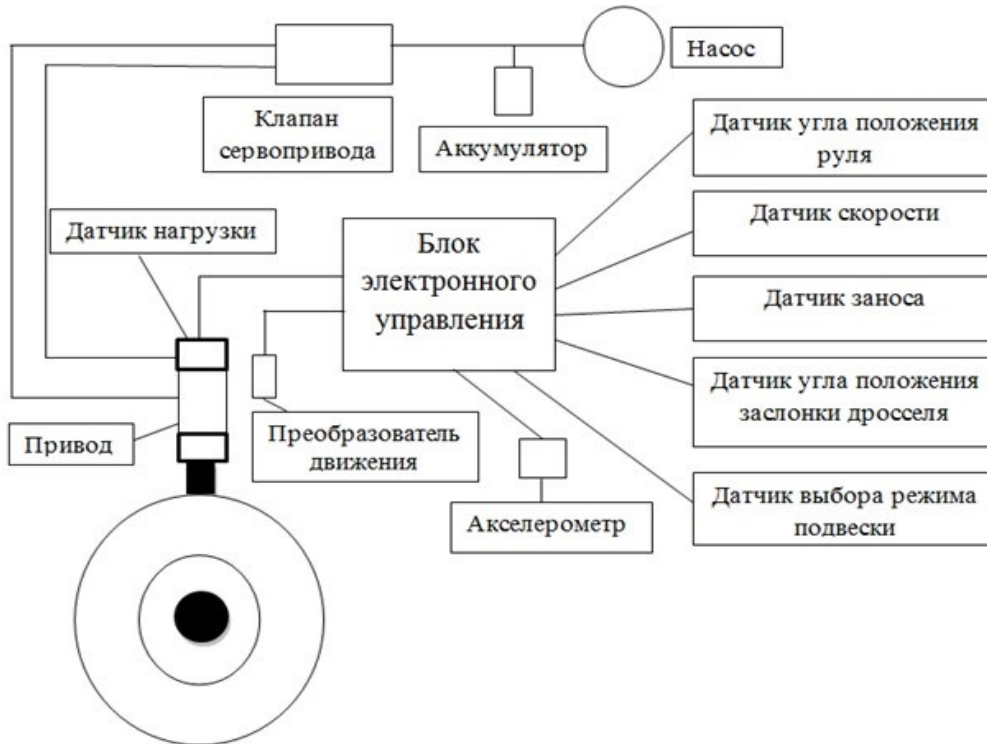 Насос
Клапан
сервопривода
Аккумулятор
Датчик угла положения
руля
Датчик нагрузки
Блок
электронного
управления
Датчик скорости
Датчик заноса
Датчик угла положения
заслонки дросселя
Привод
Преобразователь
движения
Акселерометр
Датчик выбора режима
подвески